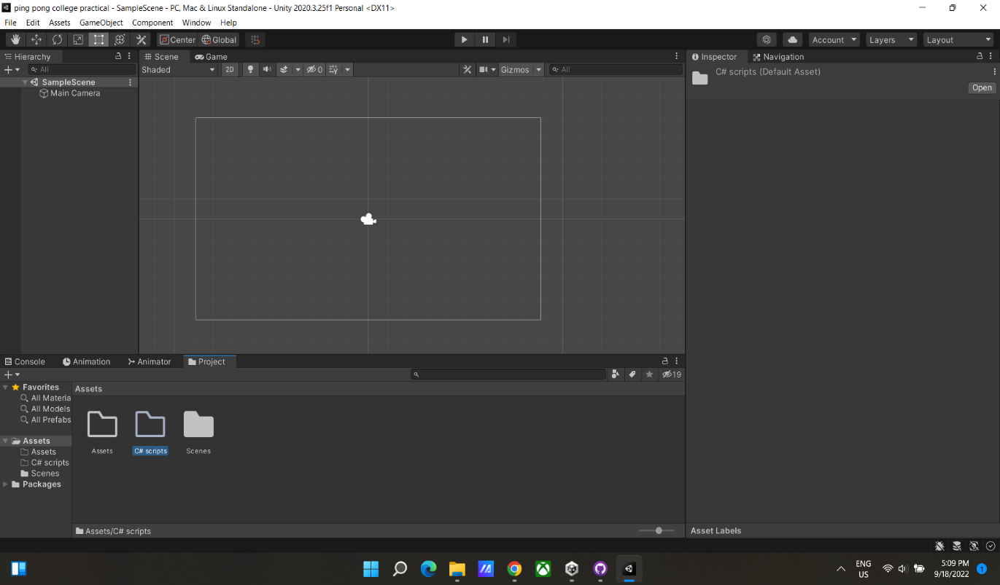 ping pong college practical - SampleScene - PC, Mac & Linux Standalone - Unity 2020.3.25f1 Personal <DX11>
File Edit Assets GameObject Component Window Help
Center Global Account Layers Layout
Hierarchy Scene Game Inspector Navigation
All Shaded 2D 0 Gizmos All
C# scripts (Default Asset)
Open
SampleScene
Main Camera
Console Animation Animator Project
19
Favorites
All Materia
All Models
All Prefabs
Assets
Assets
C# scripts
Scenes
Packages
Assets
Assets C# scripts Scenes
Assets/C# scripts
Asset Labels
ENG
US
5:09 PM
9/18/2022
1